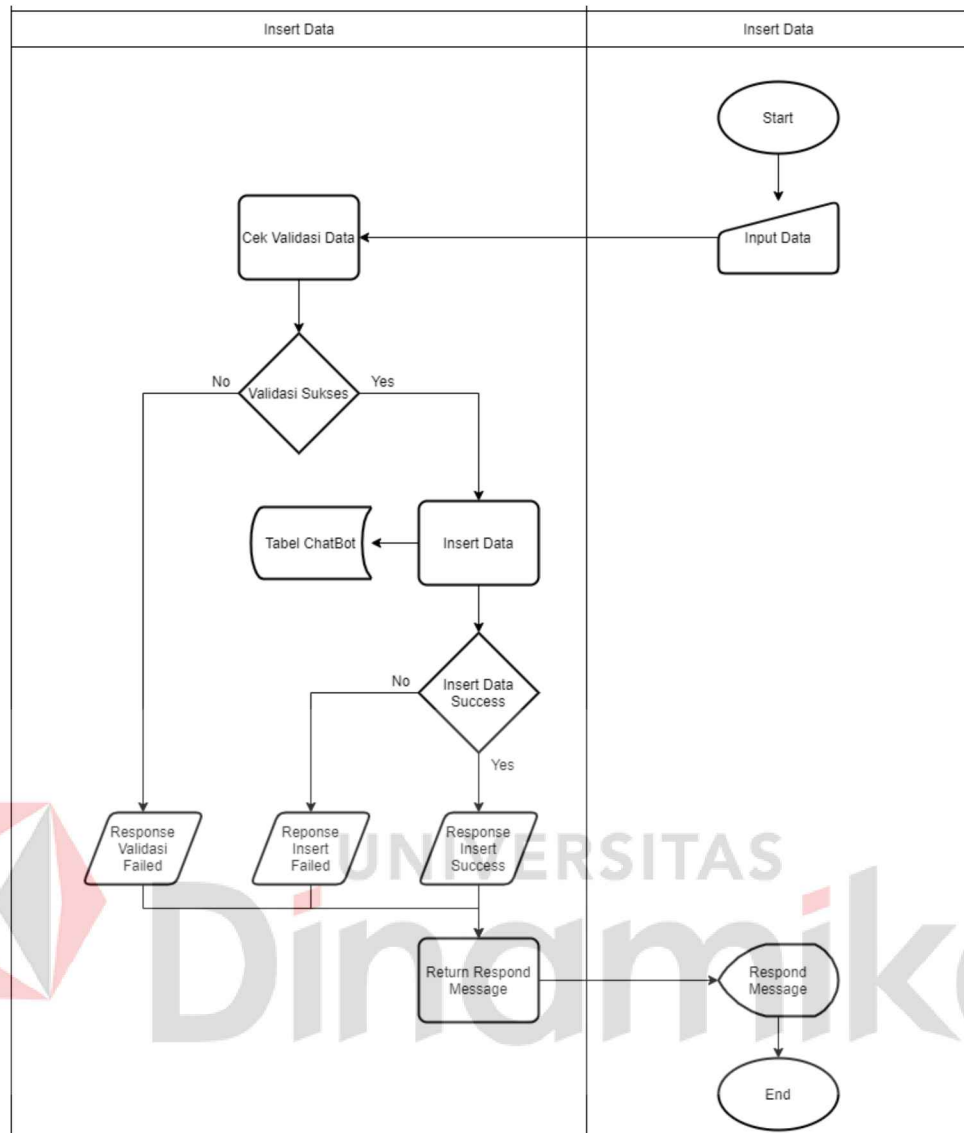 Insert Data
Insert Data
Start
Input Data
Cek Validasi Data
Validasi Sukses
No
Yes
Tabel ChatBot
Insert Data
Insert Data
Success
No
Yes
Response
Validasi
Failed
Reponse
Insert
Failed
Response
Insert
Success
UNIVERSITAS
Dinamika
Return Respond
Message
Respond
Message
End